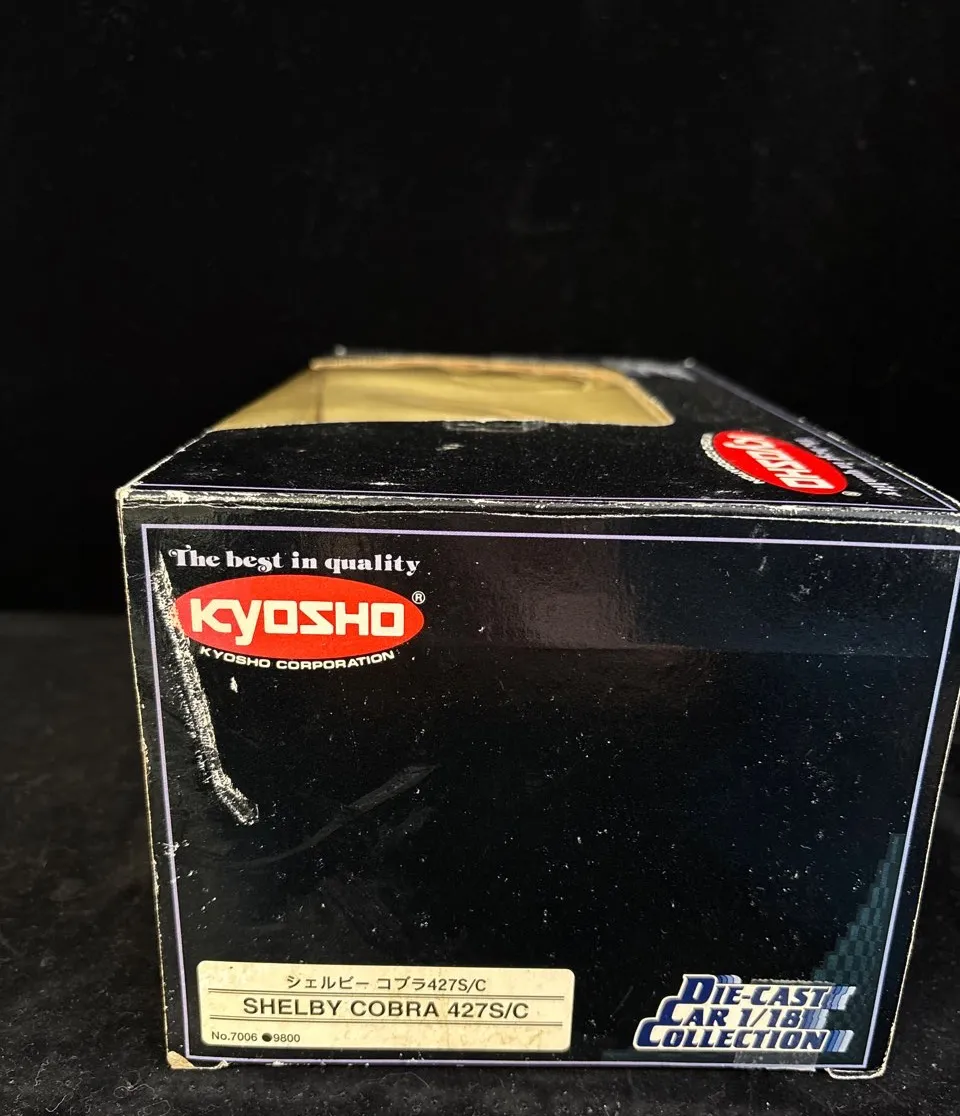 KYOSHO
The best in quality
KYOSHO ®
KYOSHO CORPORATION
シェルビー コブラ427S/C
SHELBY COBRA 427S/C
No.7006 ●9800
DIE-CAST
CAR 1/18
COLLECTION